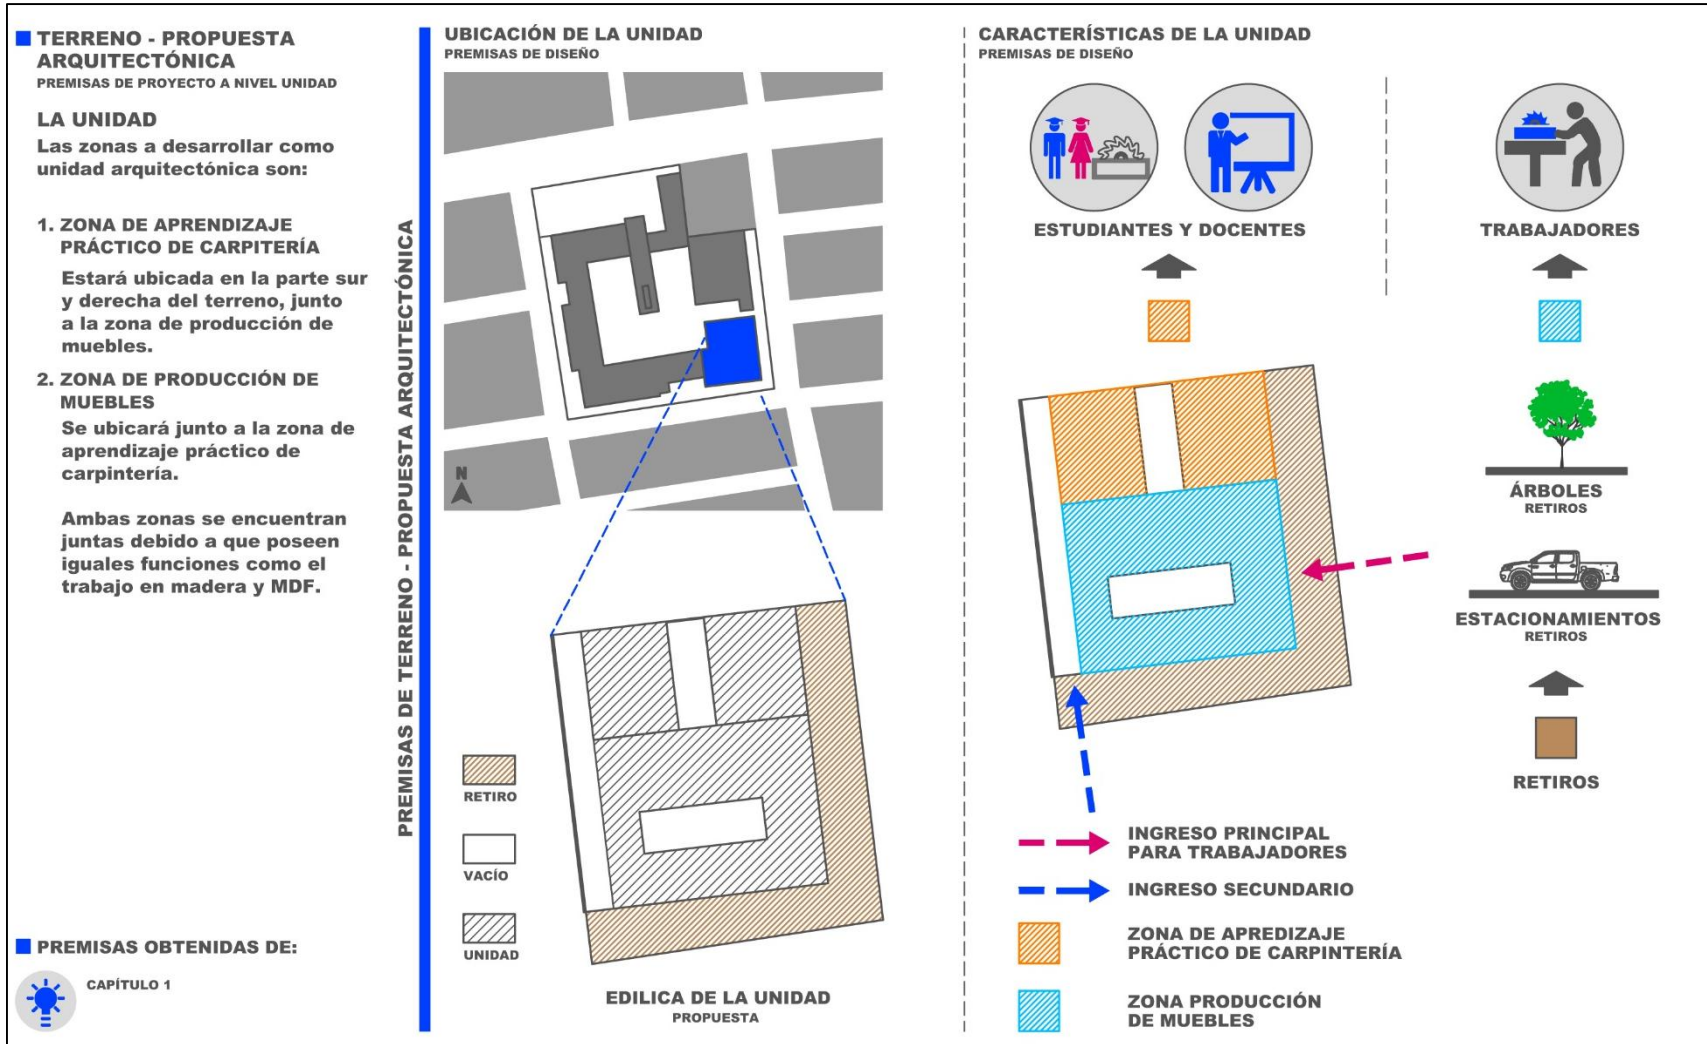 TERRENO - PROPUESTA
ARQUITECTÓNICA
PREMISAS DE PROYECTO A NIVEL UNIDAD
LA UNIDAD
Las zonas a desarrollar como
unidad arquitectónica son:
1. ZONA DE APRENDIZAJE
PRÁCTICO DE CARPITERÍA
Estará ubicada en la parte sur
y derecha del terreno, junto
a la zona de producción de
muebles.
2. ZONA DE PRODUCCIÓN DE
MUEBLES
Se ubicará junto a la zona de
aprendizaje práctico de
carpintería.
Ambas zonas se encuentran
juntas debido a que poseen
iguales funciones como el
trabajo en madera y MDF.
PREMISAS OBTENIDAS DE:
CAPÍTULO 1
PREMISAS DE TERRENO - PROPUESTA ARQUITECTÓNICA
UBICACIÓN DE LA UNIDAD
PREMISAS DE DISEÑO
N
RETIRO
VACÍO
UNIDAD
EDILICA DE LA UNIDAD
PROPUESTA
CARACTERÍSTICAS DE LA UNIDAD
PREMISAS DE DISEÑO
ESTUDIANTES Y DOCENTES
TRABAJADORES
ÁRBOLES
RETIROS
ESTACIONAMIENTOS
RETIROS
RETIROS
INGRESO PRINCIPAL
PARA TRABAJADORES
INGRESO SECUNDARIO
ZONA DE APREDIZAJE
PRÁCTICO DE CARPINTERÍA
ZONA PRODUCCIÓN
DE MUEBLES